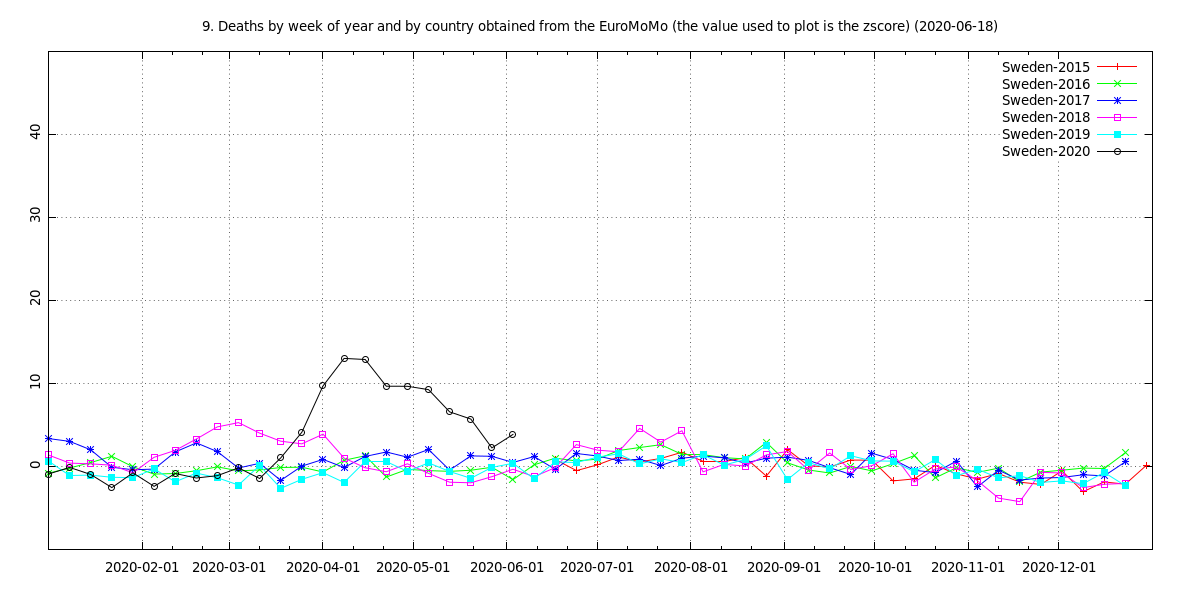 9. Deaths by week of year and by country obtained from the EuroMoMo (the value used to plot is the zscore) (2020-06-18)
Sweden-2015
Sweden-2016
Sweden-2017
Sweden-2018
Sweden-2019
Sweden-2020
40
30
20
10
0
2020-02-01 2020-03-01 2020-04-01 2020-05-01 2020-06-01 2020-07-01 2020-08-01 2020-09-01 2020-10-01 2020-11-01 2020-12-01